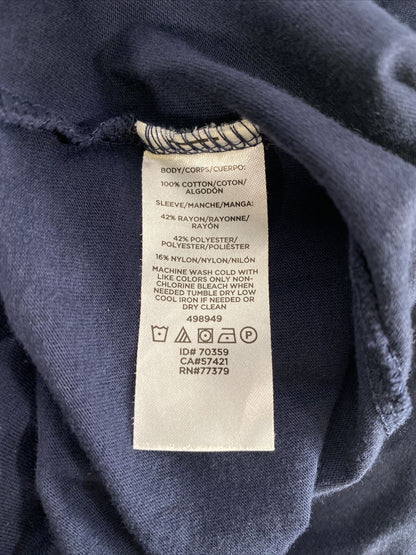 BODY/CORPS/CUERPO:
100% COTTON/COTON/
ALGODÓN
SLEEVE/MANCHE/MANGA:
42% RAYON/RAYONNE/
RAYÓN
42% POLYESTER/
POLYESTER/POLIÉSTER
16% NYLON/NYLON/NILÓN
MACHINE WASH COLD WITH
LIKE COLORS ONLY NON-
CHLORINE BLEACH WHEN
NEEDED TUMBLE DRY LOW
COOL IRON IF NEEDED OR
DRY CLEAN
498949
P
ID# 70359
CA#57421
RN#77379